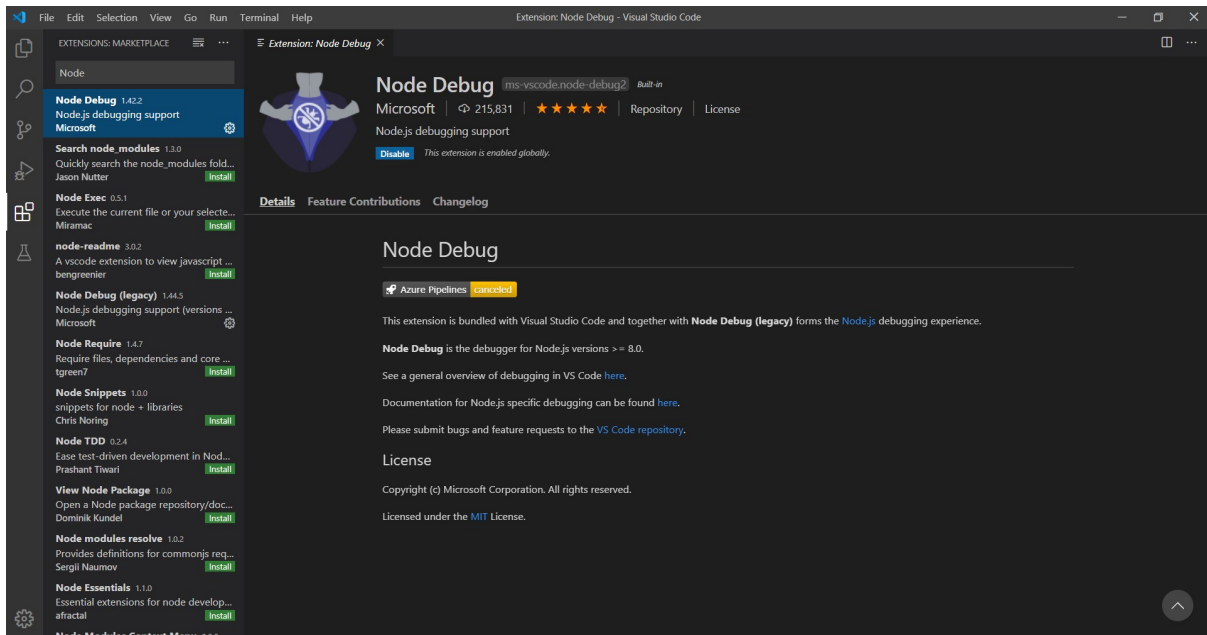 File Edit Selection View Go Run Terminal Help
Extension: Node Debug - Visual Studio Code
EXTENSIONS: MARKETPLACE
Node
Node Debug 1.42.2
Node.js debugging support
Microsoft
Search node_modules 1.3.0
Quickly search the node_modules fold...
Jason Nutter Install
Node Exec 0.5.1
Execute the current file or your selecte...
Miramac Install
node-readme 3.0.2
A vscode extension to view javascript ...
bengreenier Install
Node Debug (legacy) 1.44.5
Node.js debugging support (versions ...
Microsoft
Node Require 1.4.7
Require files, dependencies and core ...
tgreen7 Install
Node Snippets 1.0.0
snippets for node + libraries
Chris Noring Install
Node TDD 0.2.4
Ease test-driven development in Nod...
Prashant Tiwari Install
View Node Package 1.0.0
Open a Node package repository/doc...
Dominik Kundel Install
Node modules resolve 1.0.2
Provides definitions for commonjs req...
Sergii Naumov Install
Node Essentials 1.1.0
Essential extensions for node develop...
afractal Install
Extension: Node Debug
Node Debug ms-vscode.node-debug2 Built-in
Microsoft 215,831 Repository License
Node.js debugging support
Disable This extension is enabled globally.
Details Feature Contributions Changelog
Node Debug
Azure Pipelines canceled
This extension is bundled with Visual Studio Code and together with Node Debug (legacy) forms the Node.js debugging experience.
Node Debug is the debugger for Node.js versions >= 8.0.
See a general overview of debugging in VS Code here.
Documentation for Node.js specific debugging can be found here.
Please submit bugs and feature requests to the VS Code repository.
License
Copyright (c) Microsoft Corporation. All rights reserved.
Licensed under the MIT License.